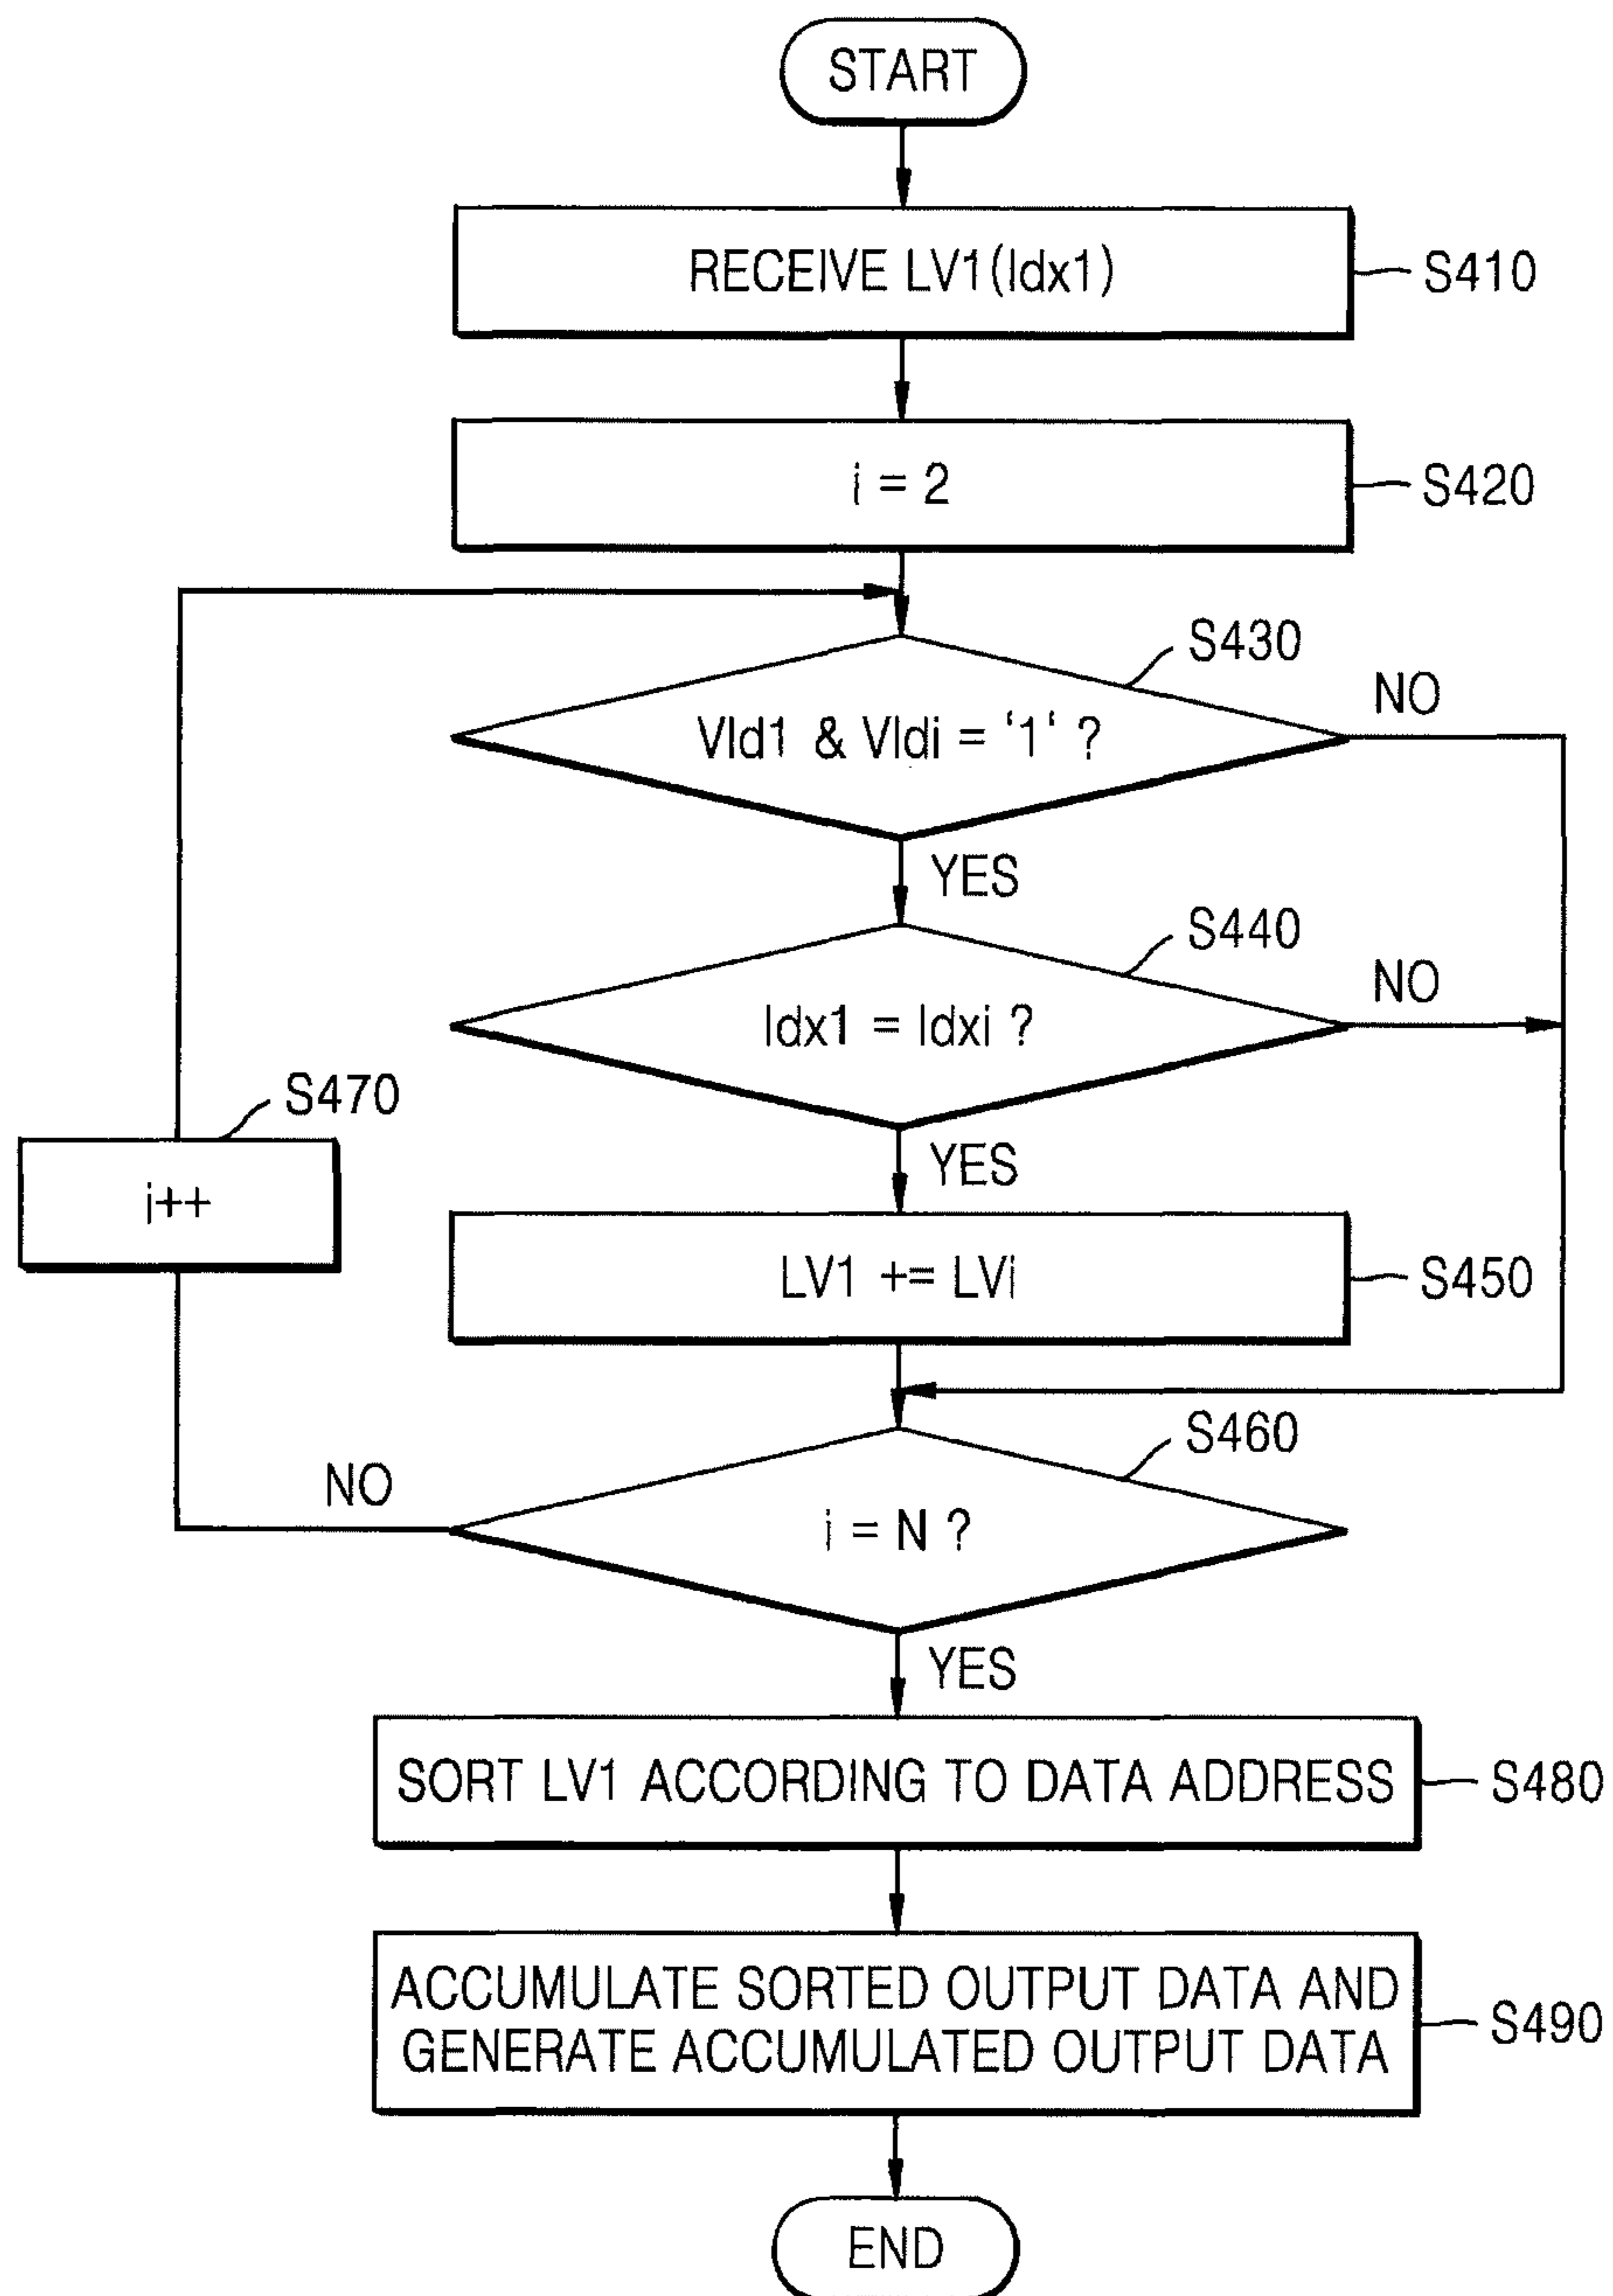 START
RECEIVE LV1(Idx1)
S410
i = 2
S420
S430
NO
Vld1 & Vldi = '1' ?
YES
S440
NO
Idx1 = Idxi ?
S470
YES
i++
LV1 += LVi
S450
S460
NO
i = N ?
YES
SORT LV1 ACCORDING TO DATA ADDRESS
S480
ACCUMULATE SORTED OUTPUT DATA AND
GENERATE ACCUMULATED OUTPUT DATA
S490
END